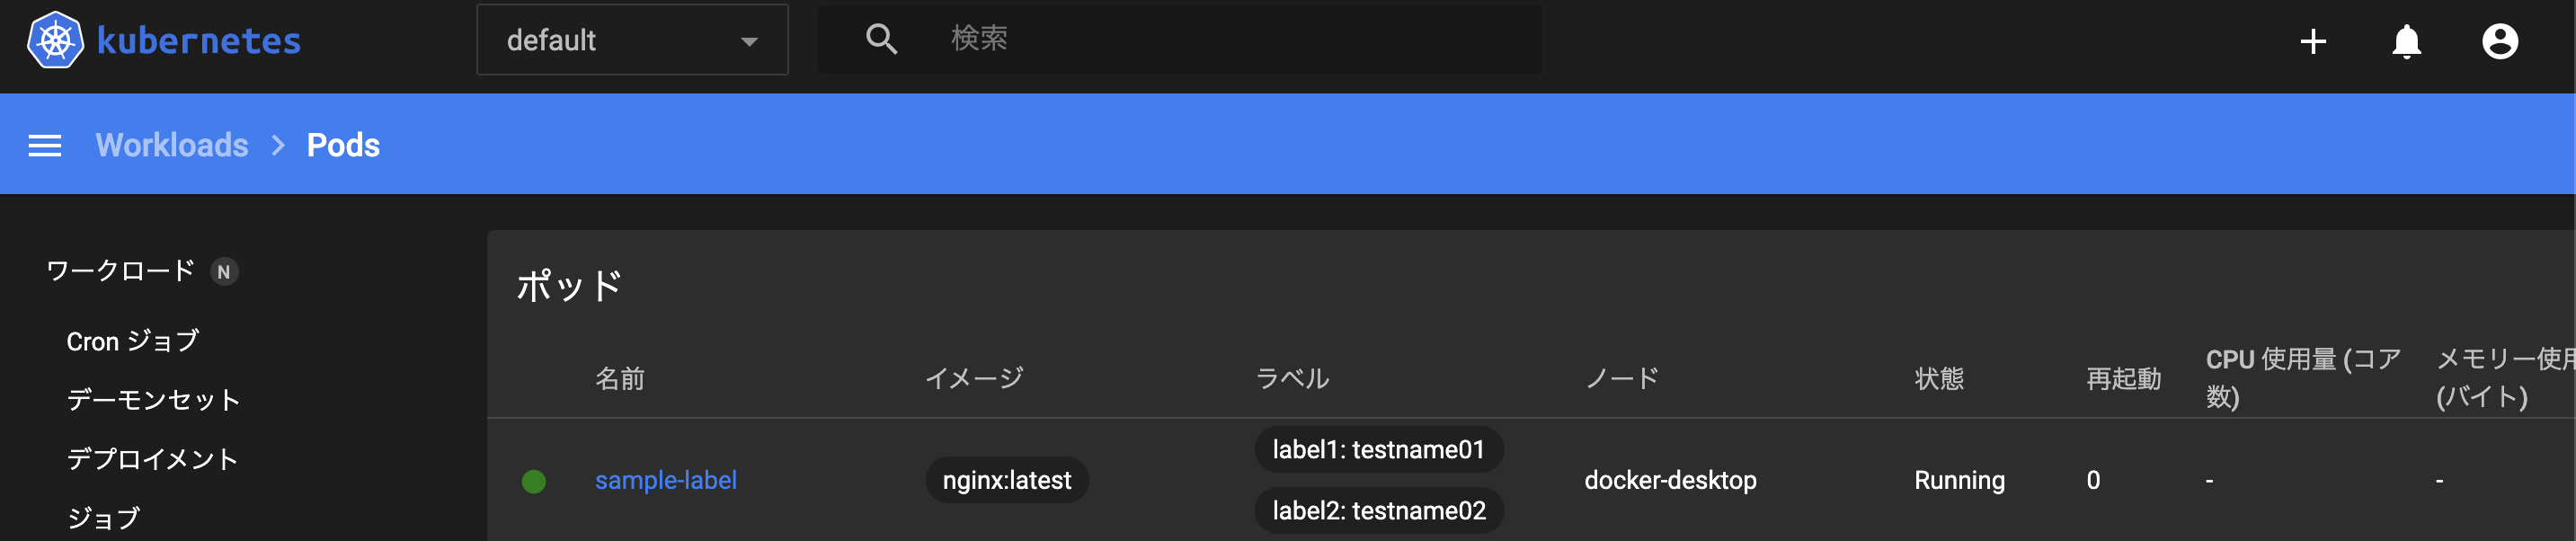 kubernetes
default
検索
Workloads > Pods
ワークロード N
Cron ジョブ
デーモンセット
デプロイメント
ジョブ
ポッド
名前 イメージ ラベル ノード 状態 再起動 CPU 使用量 (コア
数) メモリー使用
(バイト)
sample-label nginx:latest label1: testname01
label2: testname02 docker-desktop Running 0 - -